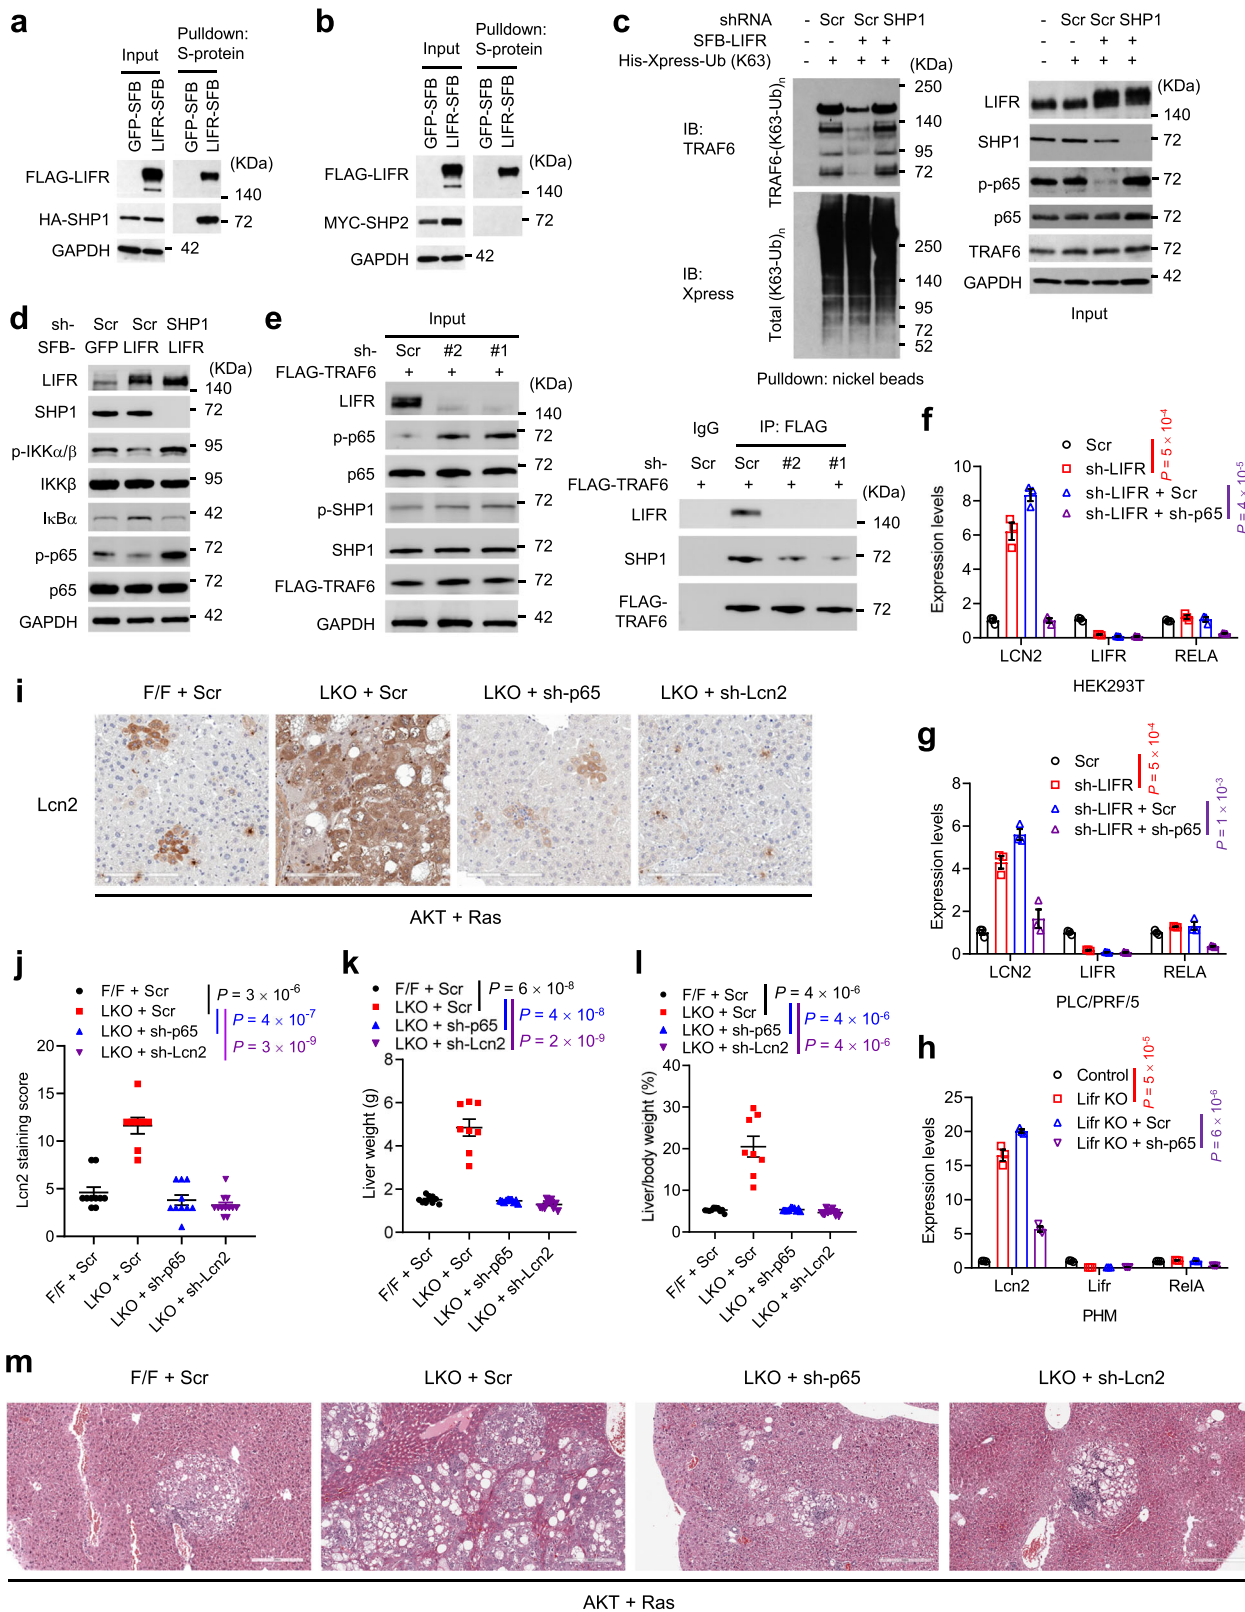 a
Input
Pulldown:
S-protein
GFP-SFB
LIFR-SFB
GFP-SFB
LIFR-SFB
(KDa)
FLAG-LIFR
140
HA-SHP1
72
GAPDH
42
b
Input
Pulldown:
S-protein
GFP-SFB
LIFR-SFB
GFP-SFB
LIFR-SFB
(KDa)
FLAG-LIFR
140
MYC-SHP2
72
GAPDH
42
c
shRNA - Scr Scr SHP1
SFB-LIFR - - + +
His-Xpress-Ub (K63) - + + +
(KDa)
IB:
TRAF6
TRAF6-(K63-Ub)n
250
140
95
72
IB:
Xpress
Total (K63-Ub)n
250
140
95
72
52
Pulldown: nickel beads
- Scr Scr SHP1
- - + +
- + + +
(KDa)
LIFR
140
SHP1
72
p-p65
72
p65
72
TRAF6
72
GAPDH
42
Input
d
sh- Scr Scr SHP1
SFB- GFP LIFR LIFR
(KDa)
LIFR
140
SHP1
72
p-IKKα/β
95
IKKβ
95
IκBα
42
p-p65
72
p65
72
GAPDH
42
e
Input
sh- Scr #2 #1
FLAG-TRAF6 + + +
(KDa)
LIFR
140
p-p65
72
p65
72
p-SHP1
72
SHP1
72
FLAG-TRAF6
72
GAPDH
42
IgG IP: FLAG
sh- Scr Scr #2 #1
FLAG-TRAF6 + + + +
(KDa)
LIFR
140
SHP1
72
FLAG-
TRAF6
72
f
Scr
sh-LIFR
sh-LIFR + Scr
sh-LIFR + sh-p65
P = 5 × 10-4
P = 4 × 10-5
Expression levels
10
8
6
4
2
0
LCN2 LIFR RELA
HEK293T
g
Scr
sh-LIFR
sh-LIFR + Scr
sh-LIFR + sh-p65
P = 5 × 10-4
P = 1 × 10-3
Expression levels
8
6
4
2
0
LCN2 LIFR RELA
PLC/PRF/5
h
Control
Lifr KO
Lifr KO + Scr
Lifr KO + sh-p65
P = 5 × 10-5
P = 6 × 10-6
Expression levels
25
20
15
10
5
0
Lcn2 Lifr RelA
PHM
i
F/F + Scr LKO + Scr LKO + sh-p65 LKO + sh-Lcn2
Lcn2
AKT + Ras
j
F/F + Scr
LKO + Scr
LKO + sh-p65
LKO + sh-Lcn2
P = 3 × 10-6
P = 4 × 10-7
P = 3 × 10-9
Lcn2 staining score
20
15
10
5
0
F/F + Scr
LKO + Scr
LKO + sh-p65
LKO + sh-Lcn2
k
F/F + Scr
LKO + Scr
LKO + sh-p65
LKO + sh-Lcn2
P = 6 × 10-8
P = 4 × 10-8
P = 2 × 10-9
Liver weight (g)
8
6
4
2
0
F/F + Scr
LKO + Scr
LKO + sh-p65
LKO + sh-Lcn2
l
F/F + Scr
LKO + Scr
LKO + sh-p65
LKO + sh-Lcn2
P = 4 × 10-6
P = 4 × 10-6
P = 4 × 10-6
Liver/body weight (%)
40
30
20
10
0
F/F + Scr
LKO + Scr
LKO + sh-p65
LKO + sh-Lcn2
m
F/F + Scr LKO + Scr LKO + sh-p65 LKO + sh-Lcn2
AKT + Ras